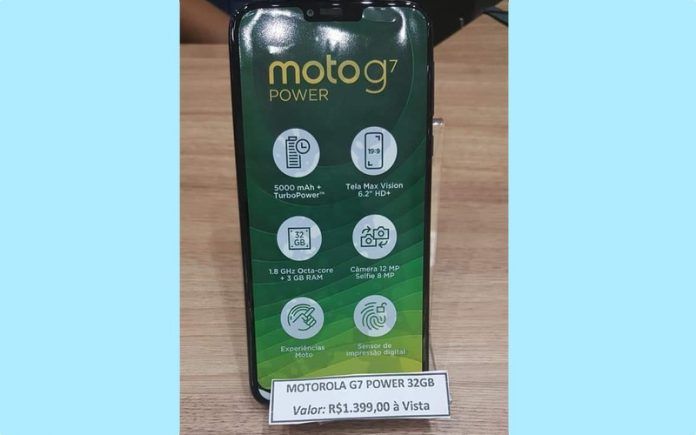 moto g7
POWER
5000 mAh +
TurboPower™
19:9
Tela Max Vision
6.2" HD+
32
GB
1.8 GHz Octa-core
+ 3 GB RAM
Câmera 12 MP
Selfie 8 MP
Experiências
Moto
Sensor de
impressão digital
MOTOROLA G7 POWER 32GB
Valor: R$1.399,00 à Vista